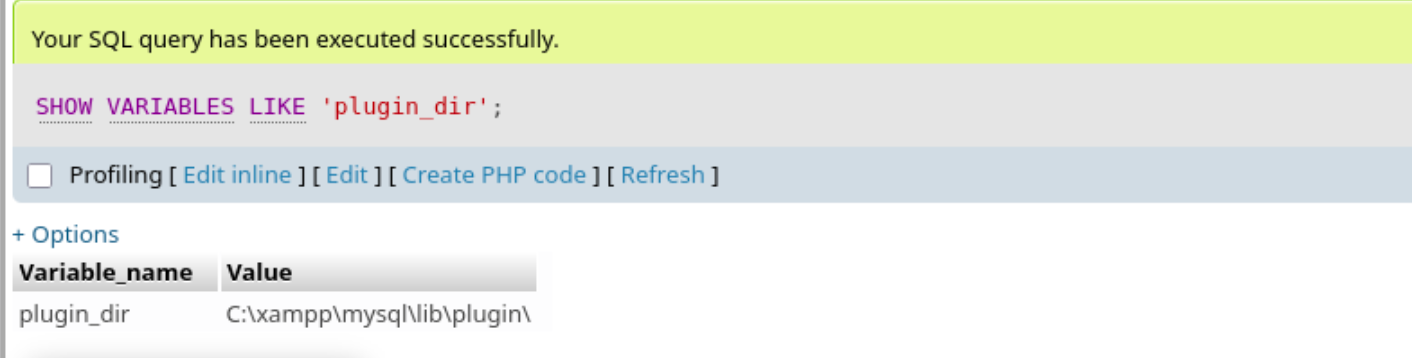 Your SQL query has been executed successfully.
SHOW VARIABLES LIKE 'plugin_dir';
Profiling [ Edit inline ] [ Edit ] [ Create PHP code ] [ Refresh ]
+ Options
Variable_name Value
plugin_dir C:\xampp\mysql\lib\plugin\